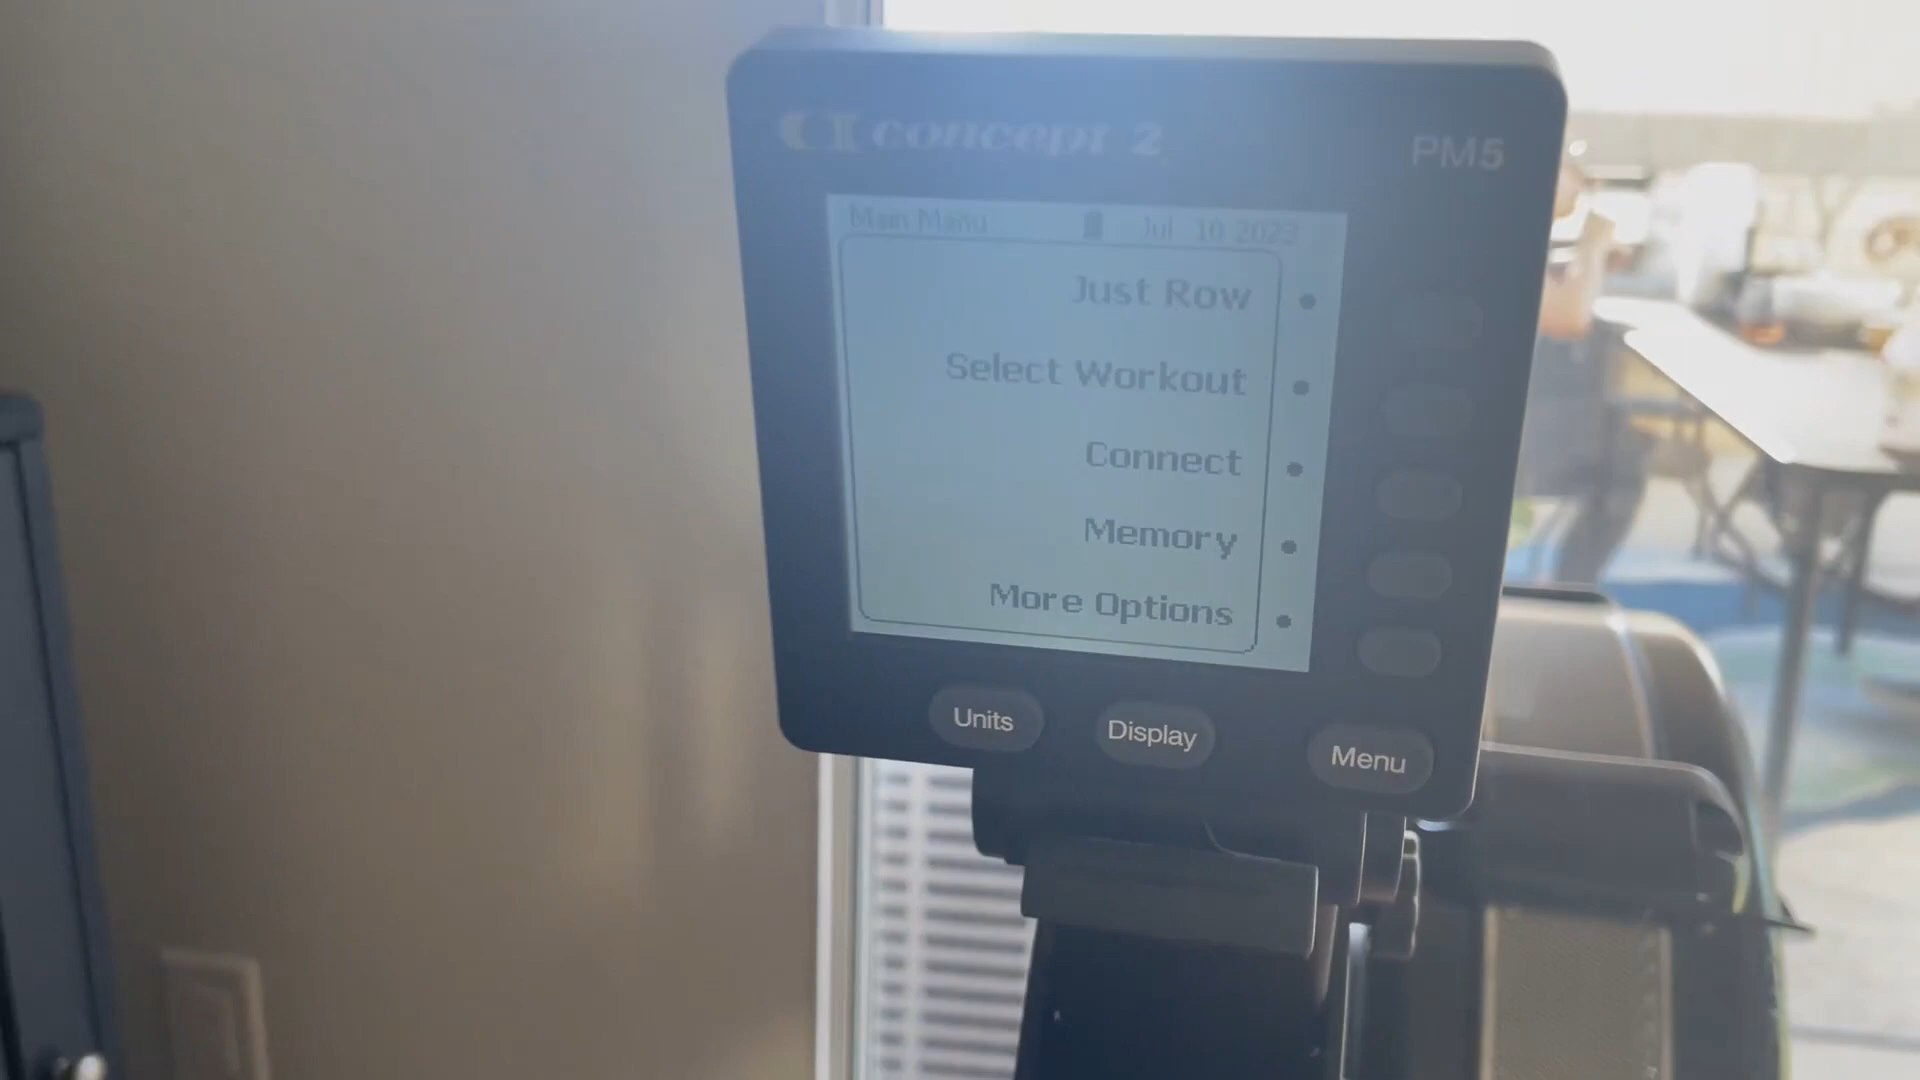 concept 2
PM5
Main Menu Jul 10 2023
Just Row
Select Workout
Connect
Memory
More Options
Units Display Menu